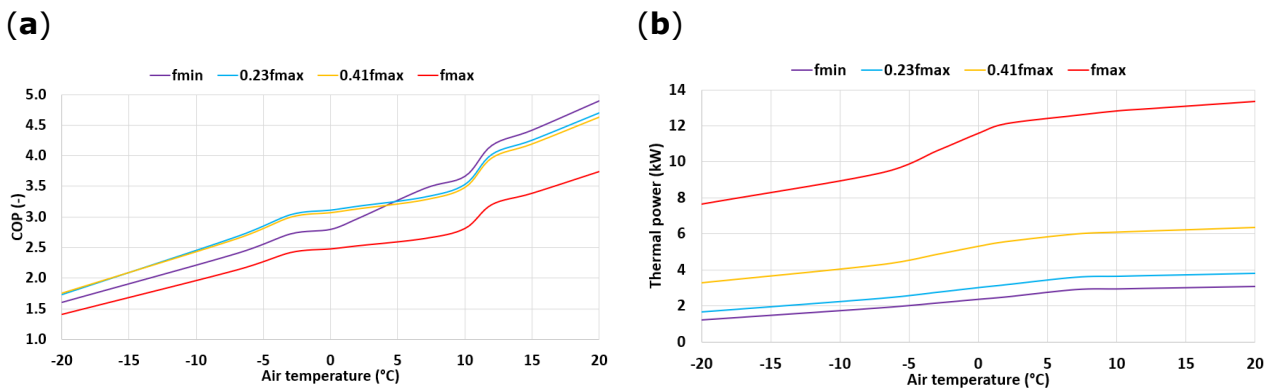 (a)
fmin 0.23fmax 0.41fmax fmax
COP (-)
5.0
4.5
4.0
3.5
3.0
2.5
2.0
1.5
1.0
-20 -15 -10 -5 0 5 10 15 20
Air temperature (°C)
(b)
fmin 0.23fmax 0.41fmax fmax
Thermal power (kW)
14
12
10
8
6
4
2
0
-20 -15 -10 -5 0 5 10 15 20
Air temperature (°C)